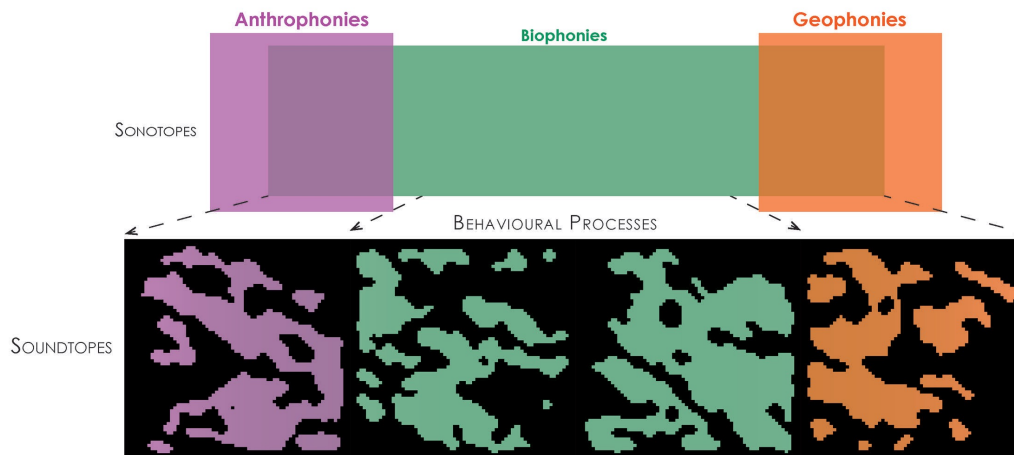 Anthrophonies
Biophonies
Geophonies
SONOTOPES
BEHAVIOURAL PROCESSES
SOUNDTOPES